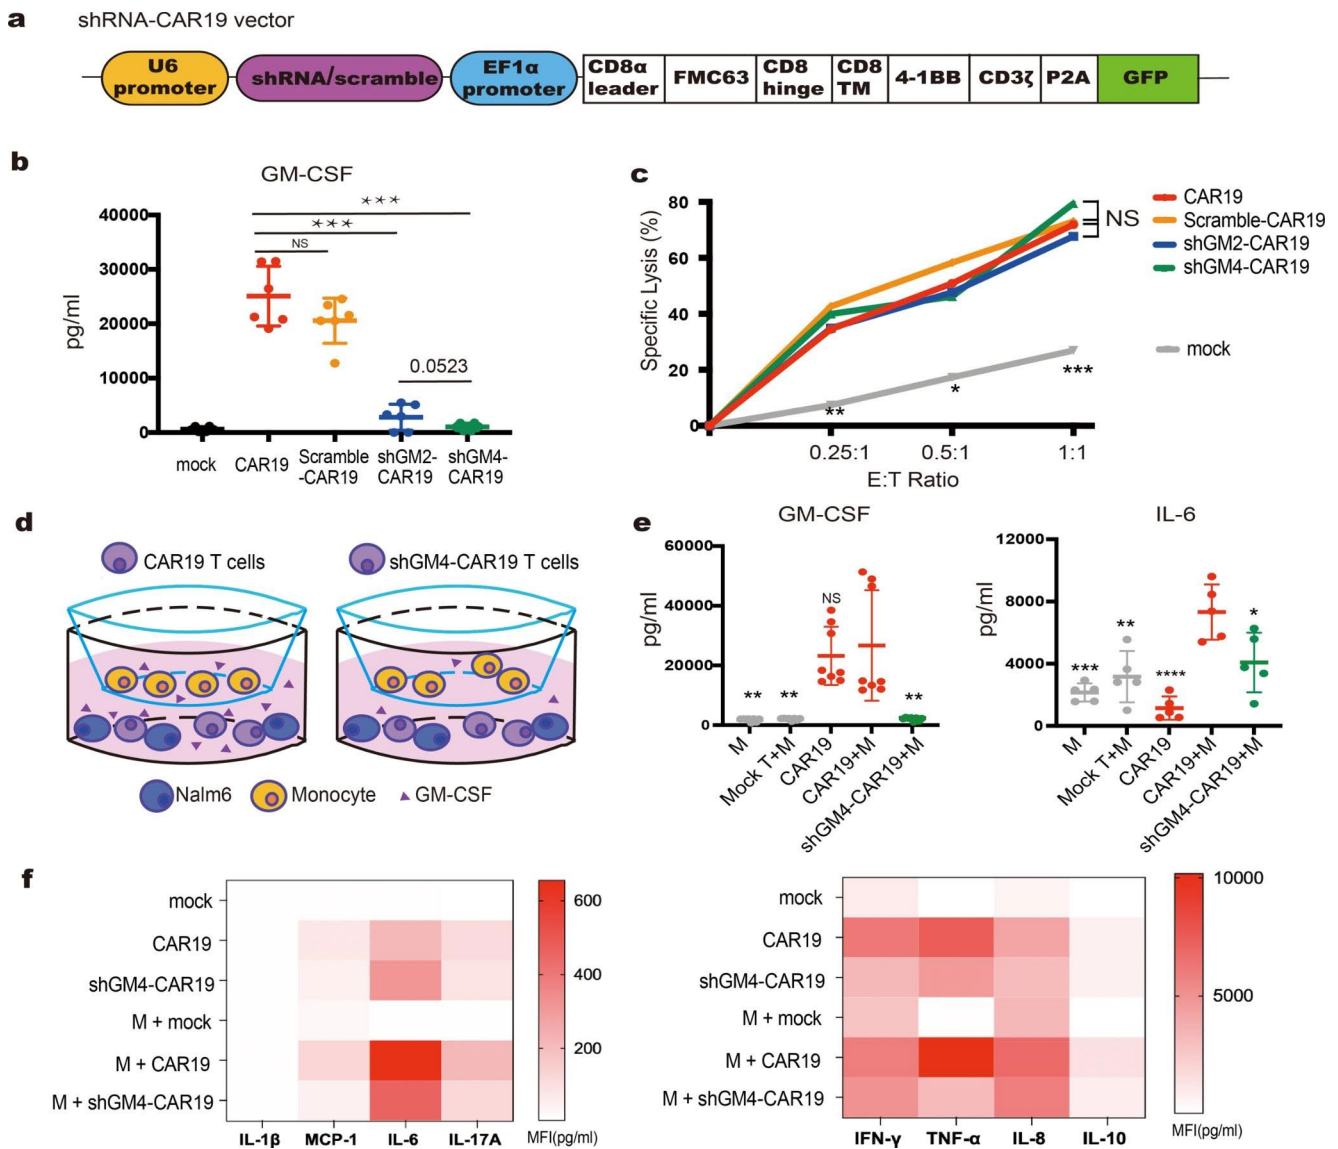 a
shRNA-CAR19 vector
U6
promoter
shRNA/scramble
EF1α
promoter
CD8α
leader
FMC63
CD8
hinge
CD8
TM
4-1BB
CD3ζ
P2A
GFP
b
GM-CSF
pg/ml
40000
30000
20000
10000
0
***
***
NS
0.0523
mock
CAR19
Scramble
-CAR19
shGM2-
CAR19
shGM4-
CAR19
c
Specific Lysis (%)
80
60
40
20
0
NS
**
*
***
0.25:1
0.5:1
1:1
E:T Ratio
CAR19
Scramble-CAR19
shGM2-CAR19
shGM4-CAR19
mock
d
CAR19 T cells
shGM4-CAR19 T cells
Nalm6
Monocyte
GM-CSF
e
GM-CSF
pg/ml
60000
40000
20000
0
**
**
NS
**
M
Mock T+M
CAR19
CAR19+M
shGM4-CAR19+M
IL-6
pg/ml
12000
8000
4000
0
***
**
****
*
M
Mock T+M
CAR19
CAR19+M
shGM4-CAR19+M
f
mock
CAR19
shGM4-CAR19
M + mock
M + CAR19
M + shGM4-CAR19
IL-1β
MCP-1
IL-6
IL-17A
600
400
200
MFI(pg/ml)
mock
CAR19
shGM4-CAR19
M + mock
M + CAR19
M + shGM4-CAR19
IFN-γ
TNF-α
IL-8
IL-10
10000
5000
0
MFI(pg/ml)